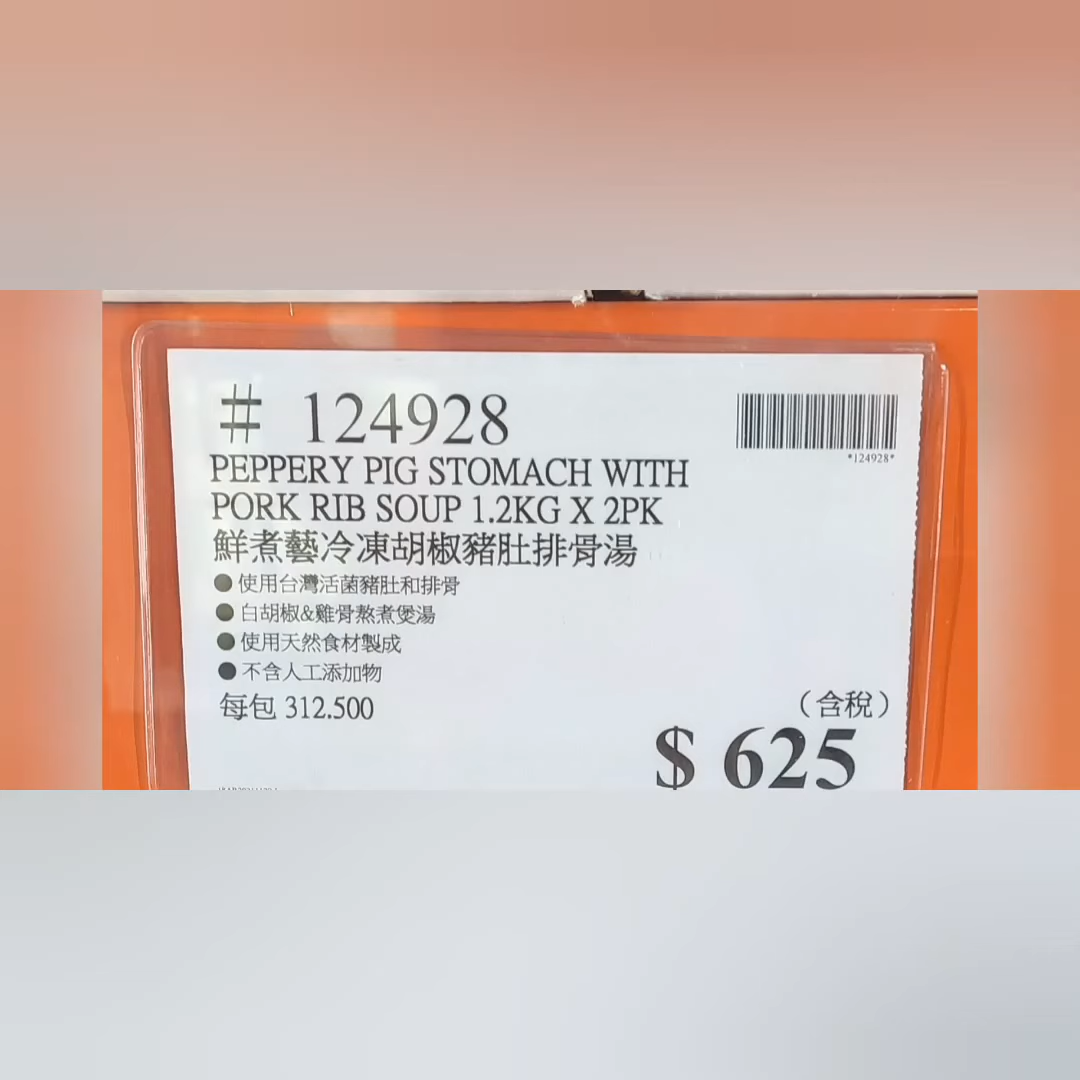 # 124928
*124928*
PEPPERY PIG STOMACH WITH
PORK RIB SOUP 1.2KG X 2PK
鮮煮藝冷凍胡椒豬肚排骨湯
●使用台灣活菌豬肚和排骨
●白胡椒&雞骨熬煮煲湯
●使用天然食材製成
●不含人工添加物
每包 312.500
（含稅）
$ 625